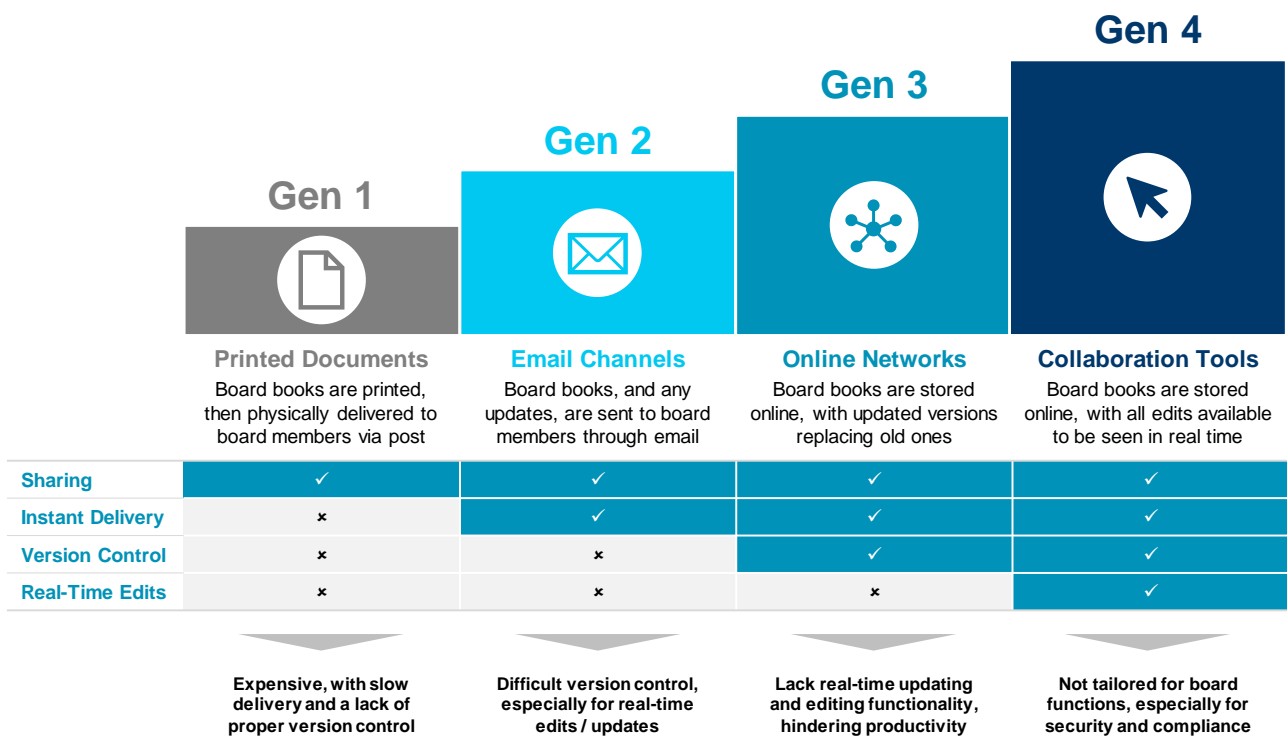 Gen 1
Gen 2
Gen 3
Gen 4
Printed Documents
Board books are printed,
then physically delivered to
board members via post
Email Channels
Board books, and any
updates, are sent to board
members through email
Online Networks
Board books are stored
online, with updated versions
replacing old ones
Collaboration Tools
Board books are stored
online, with all edits available
to be seen in real time
Sharing ✓ ✓ ✓ ✓
Instant Delivery × ✓ ✓ ✓
Version Control × × ✓ ✓
Real-Time Edits × × × ✓
Expensive, with slow
delivery and a lack of
proper version control
Difficult version control,
especially for real-time
edits / updates
Lack real-time updating
and editing functionality,
hindering productivity
Not tailored for board
functions, especially for
security and compliance